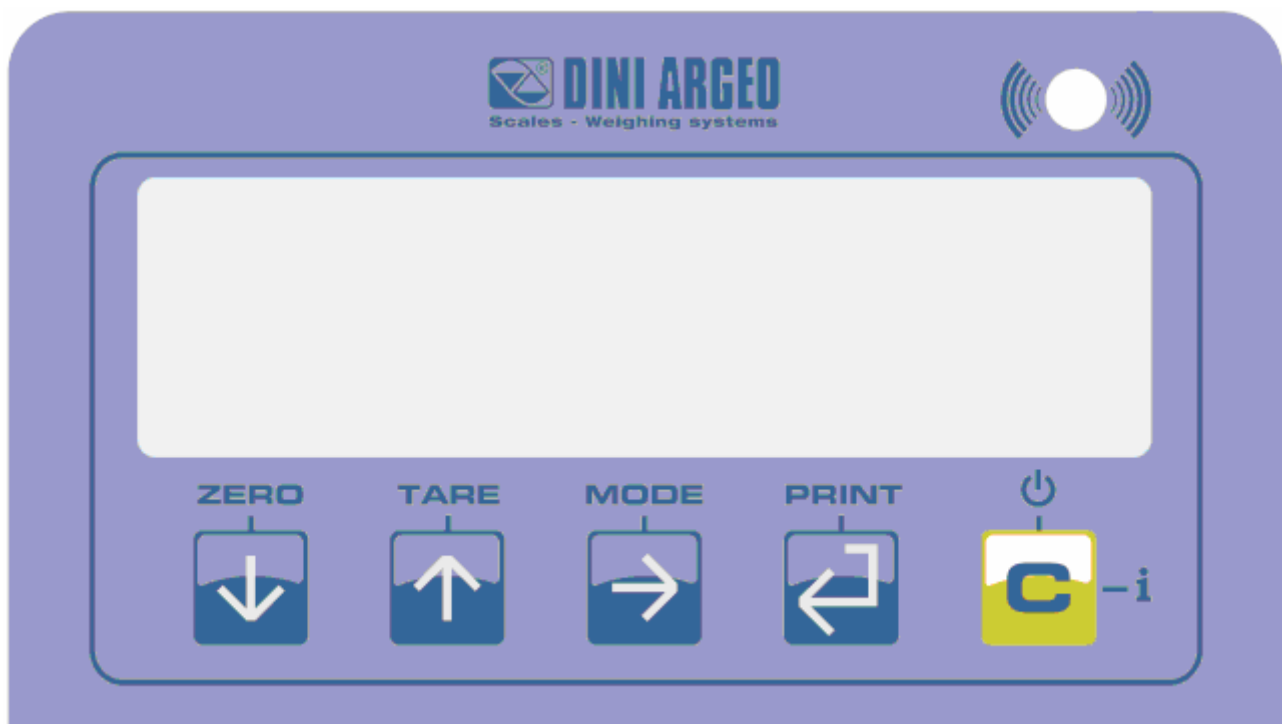 DINI ARGEO
Scales - Weighing systems
ZERO TARE MODE PRINT
C - i